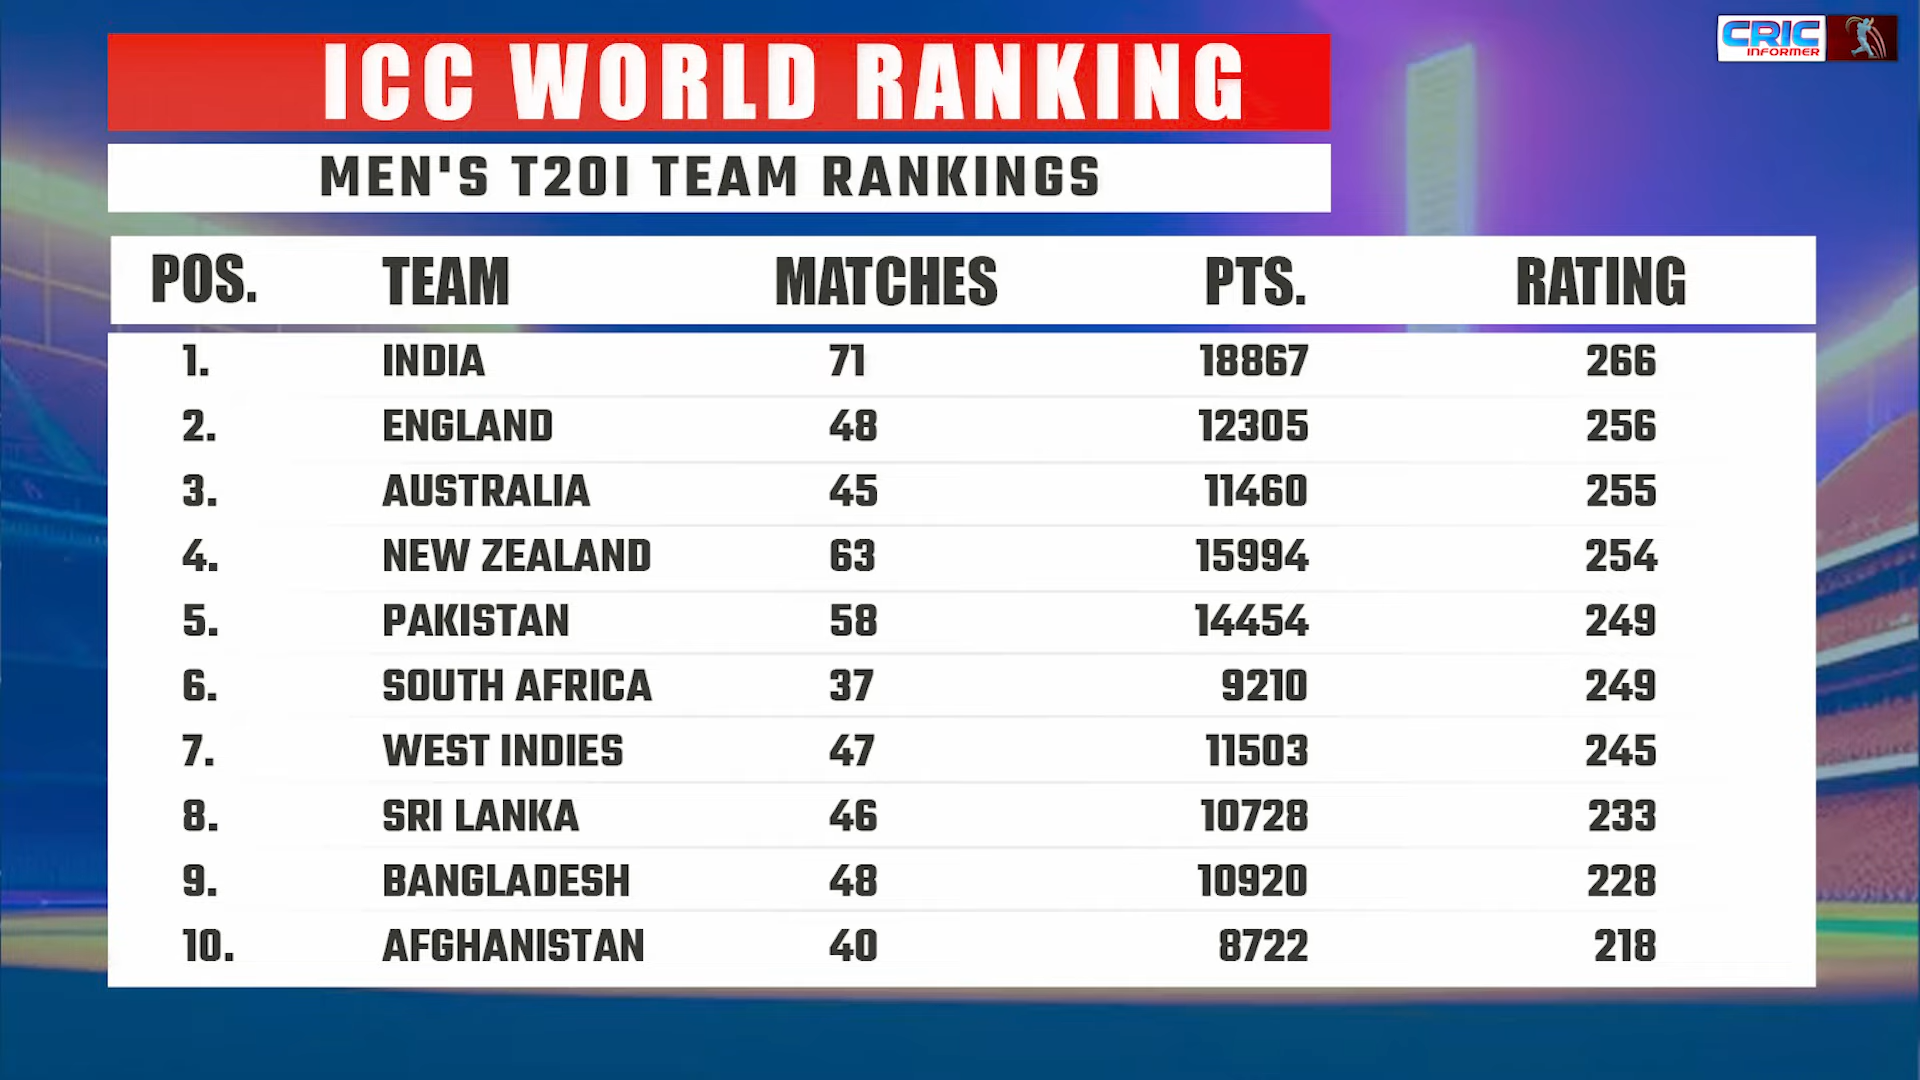 CRIC
INFORMER
ICC WORLD RANKING
MEN'S T20I TEAM RANKINGS
POS. TEAM MATCHES PTS. RATING
1. INDIA 71 18867 266
2. ENGLAND 48 12305 256
3. AUSTRALIA 45 11460 255
4. NEW ZEALAND 63 15994 254
5. PAKISTAN 58 14454 249
6. SOUTH AFRICA 37 9210 249
7. WEST INDIES 47 11503 245
8. SRI LANKA 46 10728 233
9. BANGLADESH 48 10920 228
10. AFGHANISTAN 40 8722 218